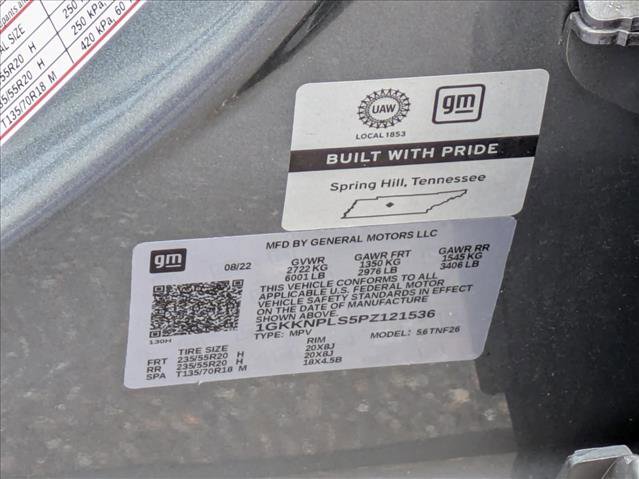 AL SIZE
55R20 H 250
235/55R20 H 250 kPa,
T135/70R18 M 420 kPa, 60
UAW
gm
LOCAL 1853
BUILT WITH PRIDE
Spring Hill, Tennessee
gm
MFD BY GENERAL MOTORS LLC
08/22 GVWR GAWR FRT GAWR RR
2722 KG 1350 KG 1545 KG
6001 LB 2976 LB 3406 LB
THIS VEHICLE CONFORMS TO ALL
APPLICABLE U.S. FEDERAL MOTOR
VEHICLE SAFETY STANDARDS IN EFFECT
ON THE DATE OF MANUFACTURE
SHOWN ABOVE.
1GKKNPLS5PZ121536
130H
TYPE: MPV MODEL: 56TNF26
TIRE SIZE RIM
FRT 235/55R20 H 20X8J
RR 235/55R20 H 20X8J
SPA T135/70R18 M 18X4.5B